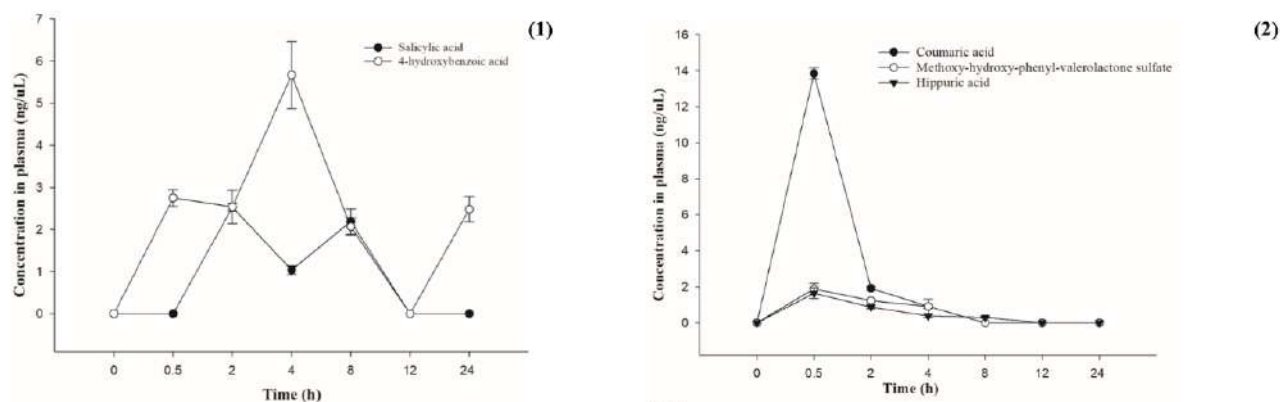 (1)
Concentration in plasma (ng/uL)
7
6
5
4
3
2
1
0
Salicylic acid
4-hydroxybenzoic acid
0 0.5 2 4 8 12 24
Time (h)
(2)
Concentration in plasma (ng/uL)
16
14
12
10
8
6
4
2
0
Coumaric acid
Methoxy-hydroxy-phenyl-valerolactone sulfate
Hippuric acid
0 0.5 2 4 8 12 24
Time (h)